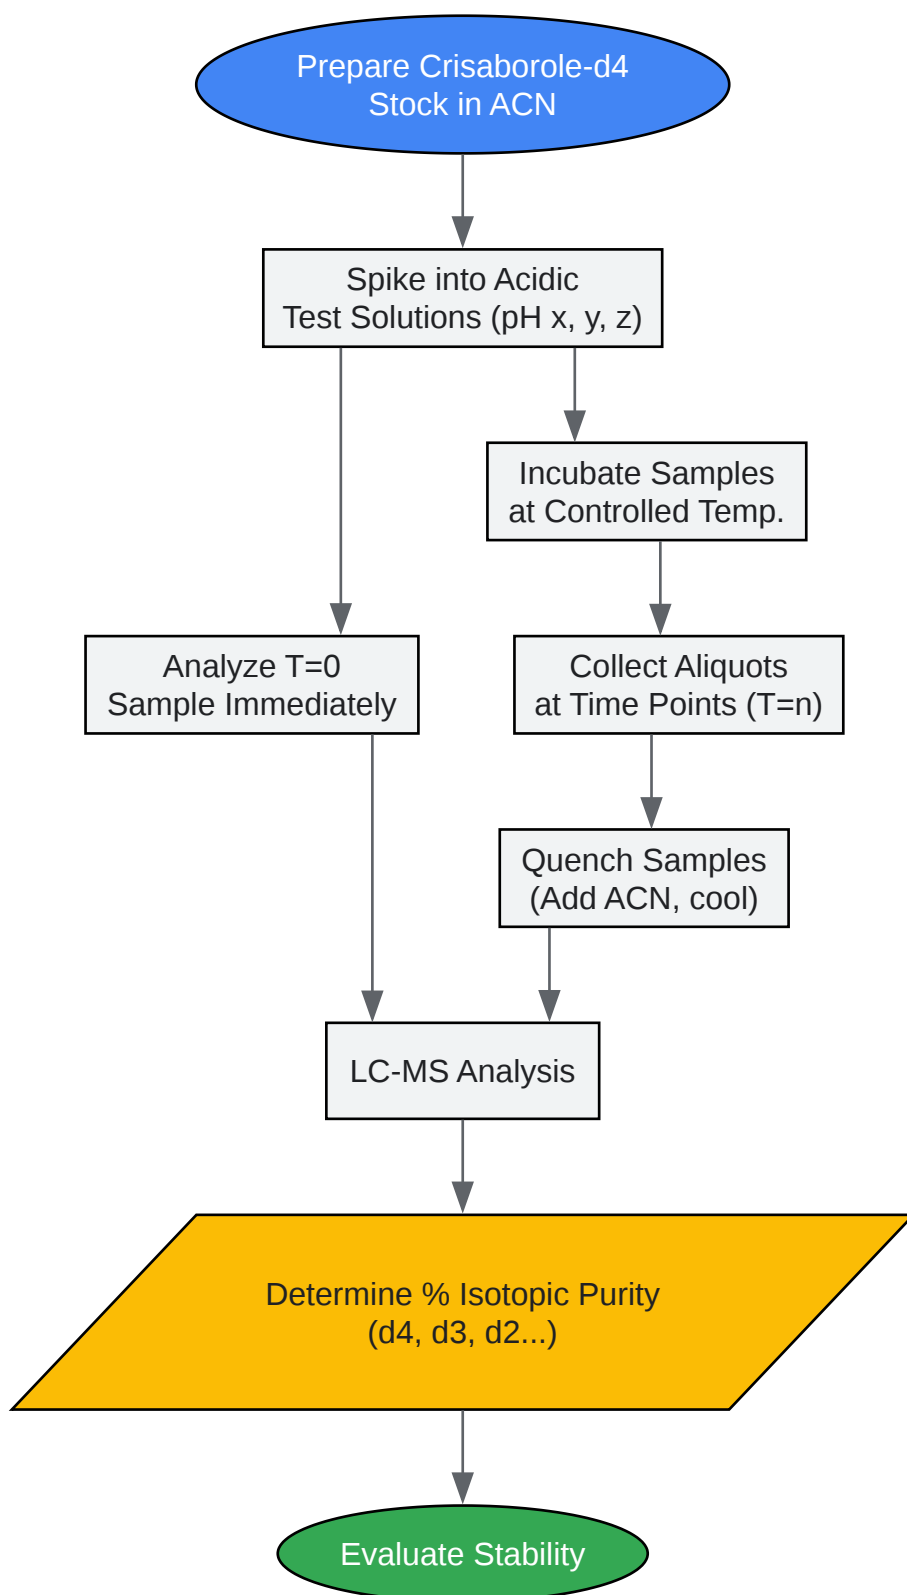 Prepare Crisaborole-d4
Stock in ACN
Spike into Acidic
Test Solutions (pH x, y, z)
Incubate Samples
at Controlled Temp.
Analyze T=0
Sample Immediately
Collect Aliquots
at Time Points (T=n)
Quench Samples
(Add ACN, cool)
LC-MS Analysis
Determine % Isotopic Purity
(d4, d3, d2...)
Evaluate Stability